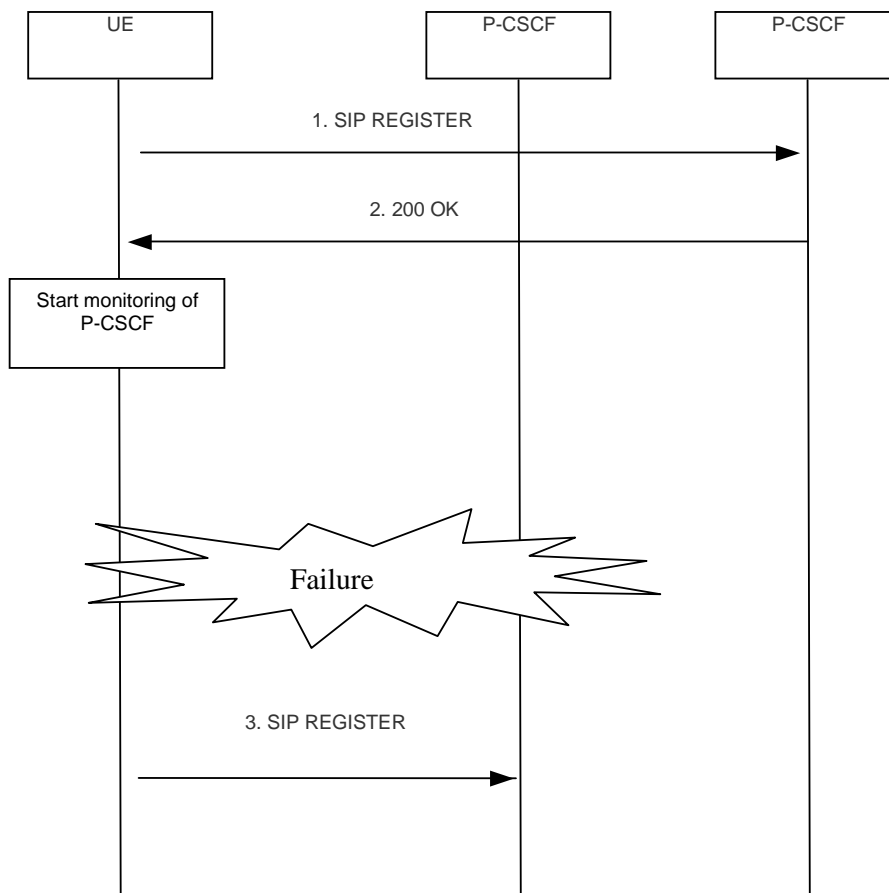 UE
P-CSCF
P-CSCF
1. SIP REGISTER
2. 200 OK
Start monitoring of
P-CSCF
Failure
3. SIP REGISTER